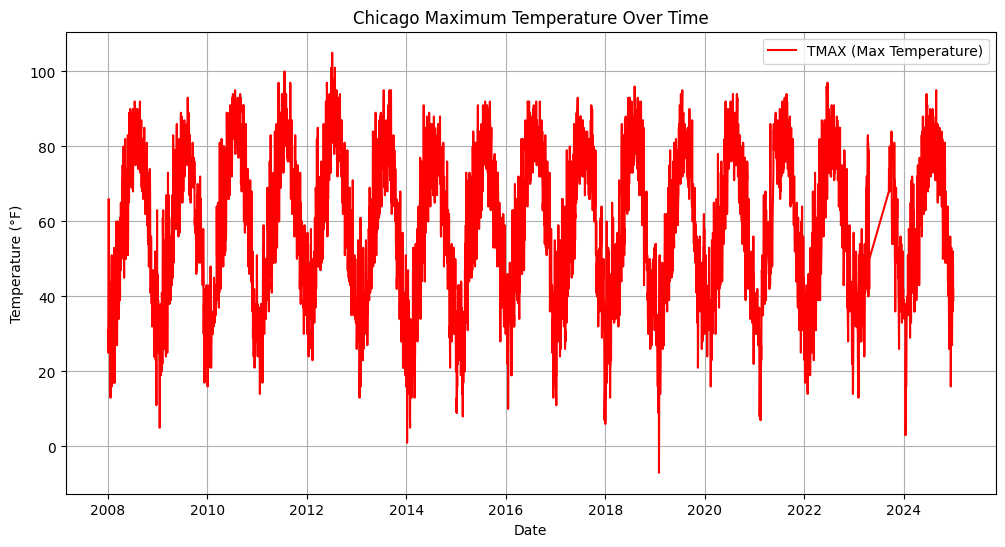 Chicago Maximum Temperature Over Time
TMAX (Max Temperature)
Temperature (°F)
100
80
60
40
20
0
2008 2010 2012 2014 2016 2018 2020 2022 2024
Date